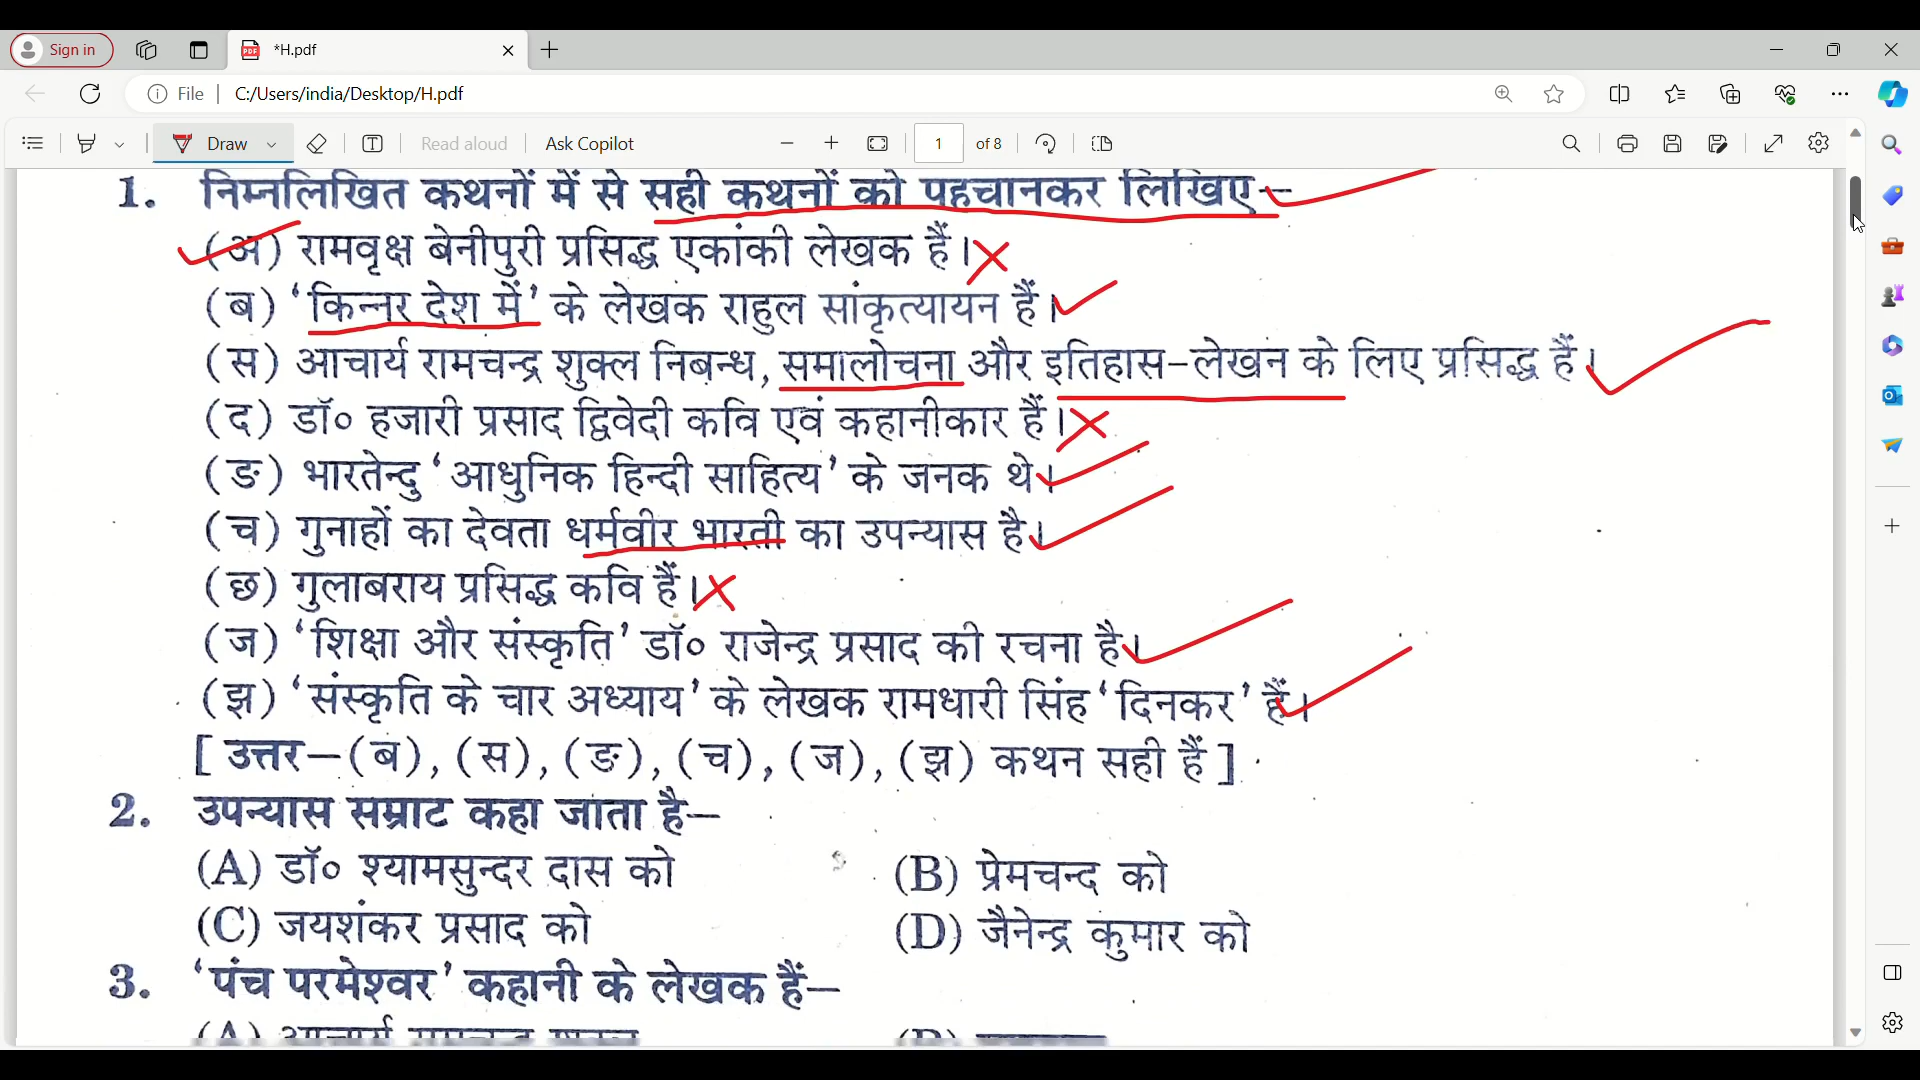 Sign in
*H.pdf
File
C:/Users/india/Desktop/H.pdf
Draw
Read aloud
Ask Copilot
1
of 8
1. निम्नलिखित कथनों में से सही कथनों को पहचानकर लिखिए—
(अ) रामवृक्ष बेनीपुरी प्रसिद्ध एकांकी लेखक हैं।
(ब) ‘किन्नर देश में’ के लेखक राहुल सांकृत्यायन हैं।
(स) आचार्य रामचन्द्र शुक्ल निबन्ध, समालोचना और इतिहास-लेखन के लिए प्रसिद्ध हैं।
(द) डॉ० हजारी प्रसाद द्विवेदी कवि एवं कहानीकार हैं।
(ङ) भारतेन्दु ‘आधुनिक हिन्दी साहित्य’ के जनक थे।
(च) गुनाहों का देवता धर्मवीर भारती का उपन्यास है।
(छ) गुलाबराय प्रसिद्ध कवि हैं।
(ज) ‘शिक्षा और संस्कृति’ डॉ० राजेन्द्र प्रसाद की रचना है।
(झ) ‘संस्कृति के चार अध्याय’ के लेखक रामधारी सिंह ‘दिनकर’ हैं।
[ उत्तर—(ब), (स), (ङ), (च), (ज), (झ) कथन सही हैं ]
2. उपन्यास सम्राट कहा जाता है—
(A) डॉ० श्यामसुन्दर दास को
(B) प्रेमचन्द को
(C) जयशंकर प्रसाद को
(D) जैनेन्द्र कुमार को
3. ‘पंच परमेश्वर’ कहानी के लेखक हैं—